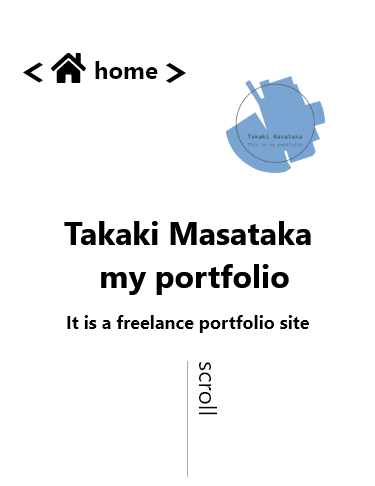 < home >
Takaki Masataka
This is my portfolio
Takaki Masataka
my portfolio
It is a freelance portfolio site
scroll